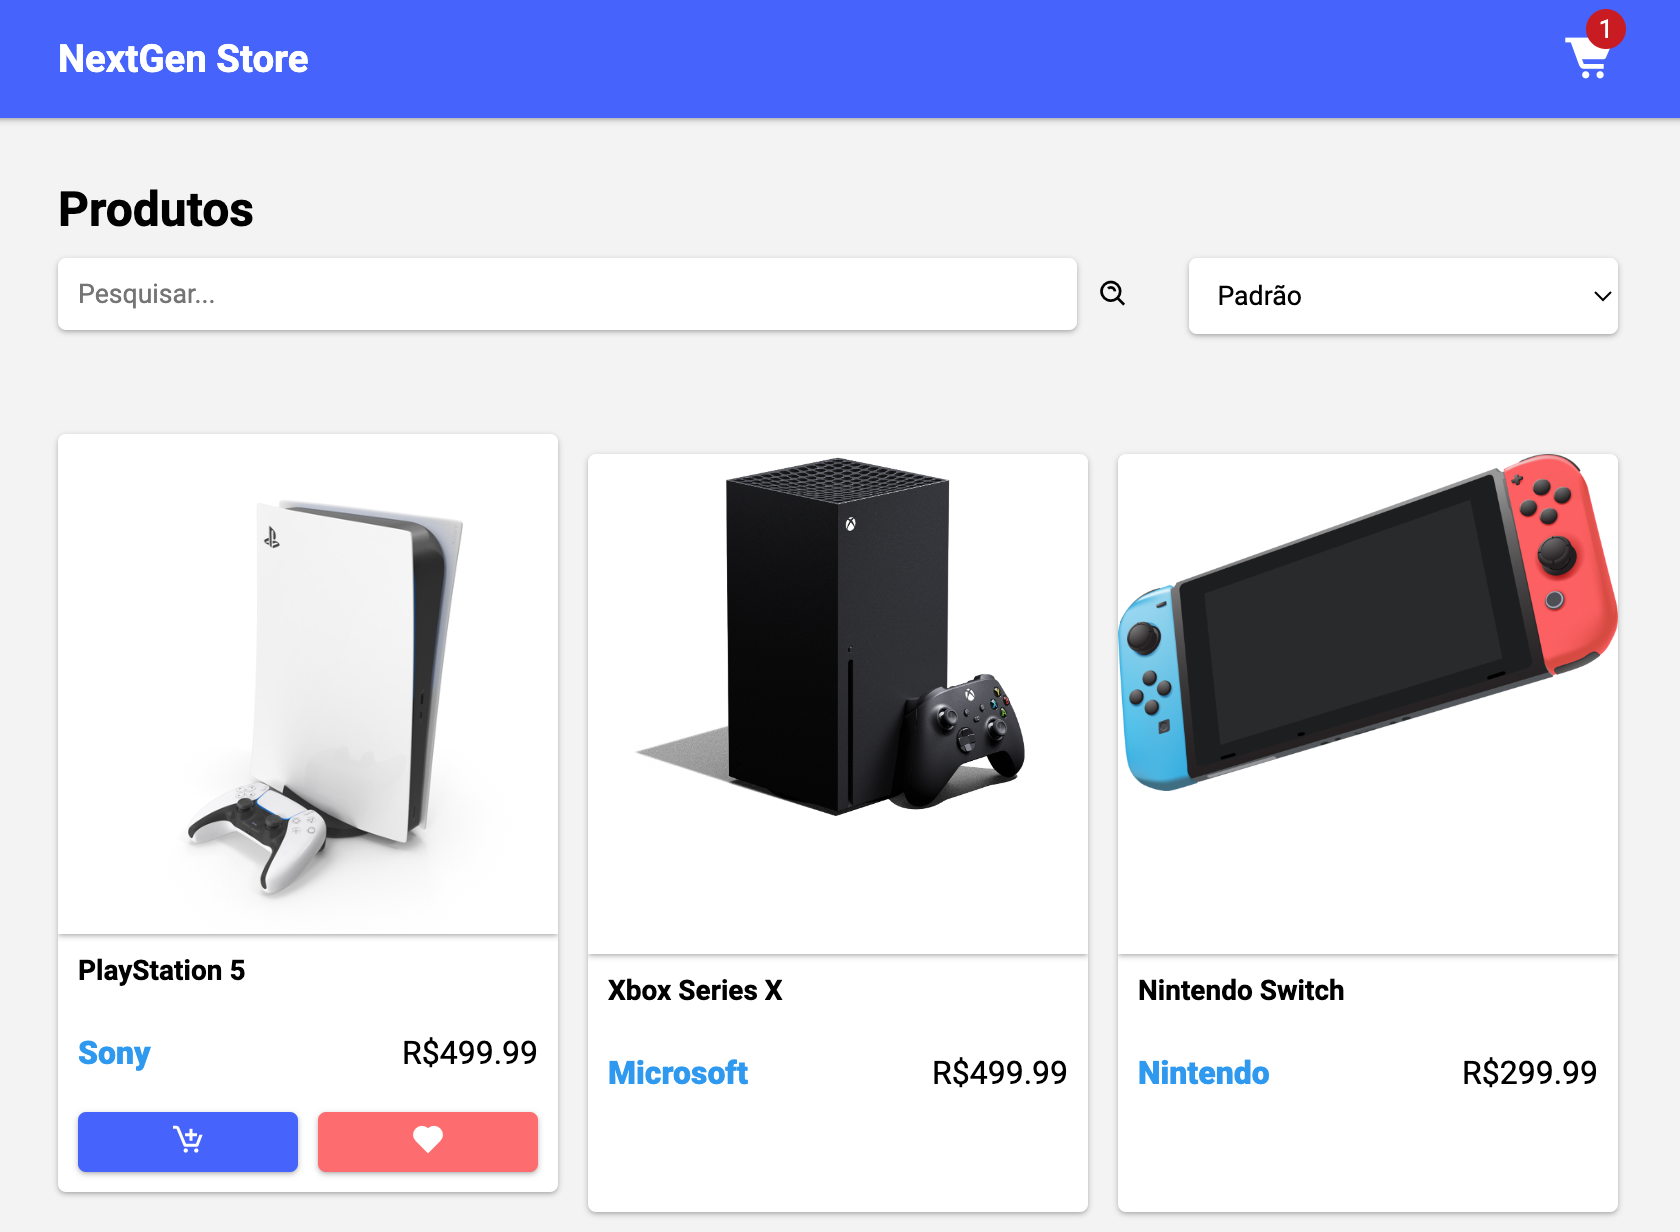 NextGen Store
1
Produtos
Pesquisar...
Padrão
PlayStation 5
Sony R$499.99
Xbox Series X
Microsoft R$499.99
Nintendo Switch
Nintendo R$299.99